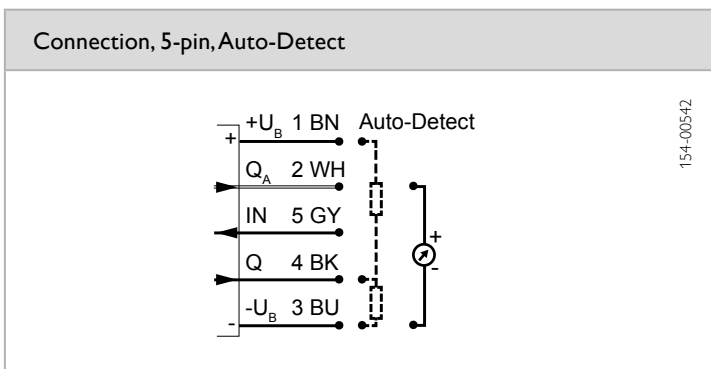 Connection, 5-pin, Auto-Detect
154-00542
+U_B 1 BN Auto-Detect
+
Q_A 2 WH
IN 5 GY
+
Q 4 BK
-
-U_B 3 BU
-